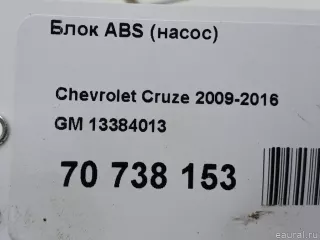 Блок ABS (насос)
Chevrolet Cruze 2009-2016
GM 13384013
70 738 153
eaural.ru